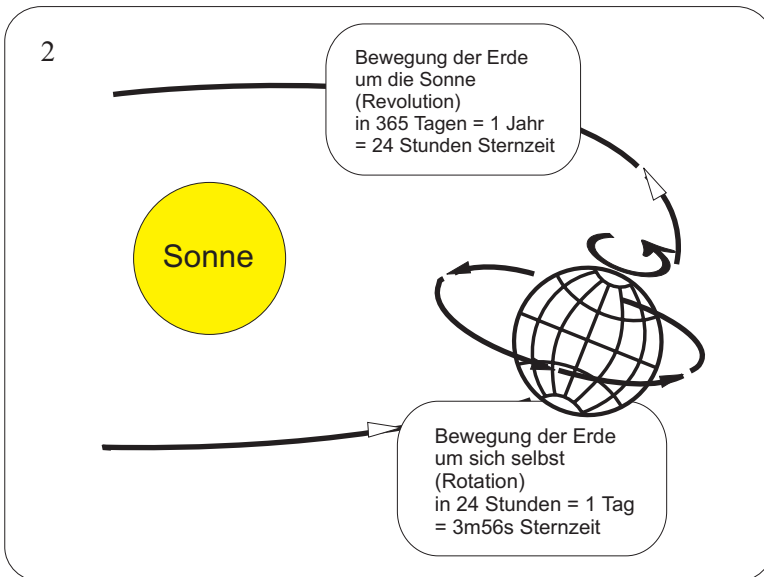 2
Bewegung der Erde
um die Sonne
(Revolution)
in 365 Tagen = 1 Jahr
= 24 Stunden Sternzeit
Sonne
Bewegung der Erde
um sich selbst
(Rotation)
in 24 Stunden = 1 Tag
= 3m56s Sternzeit